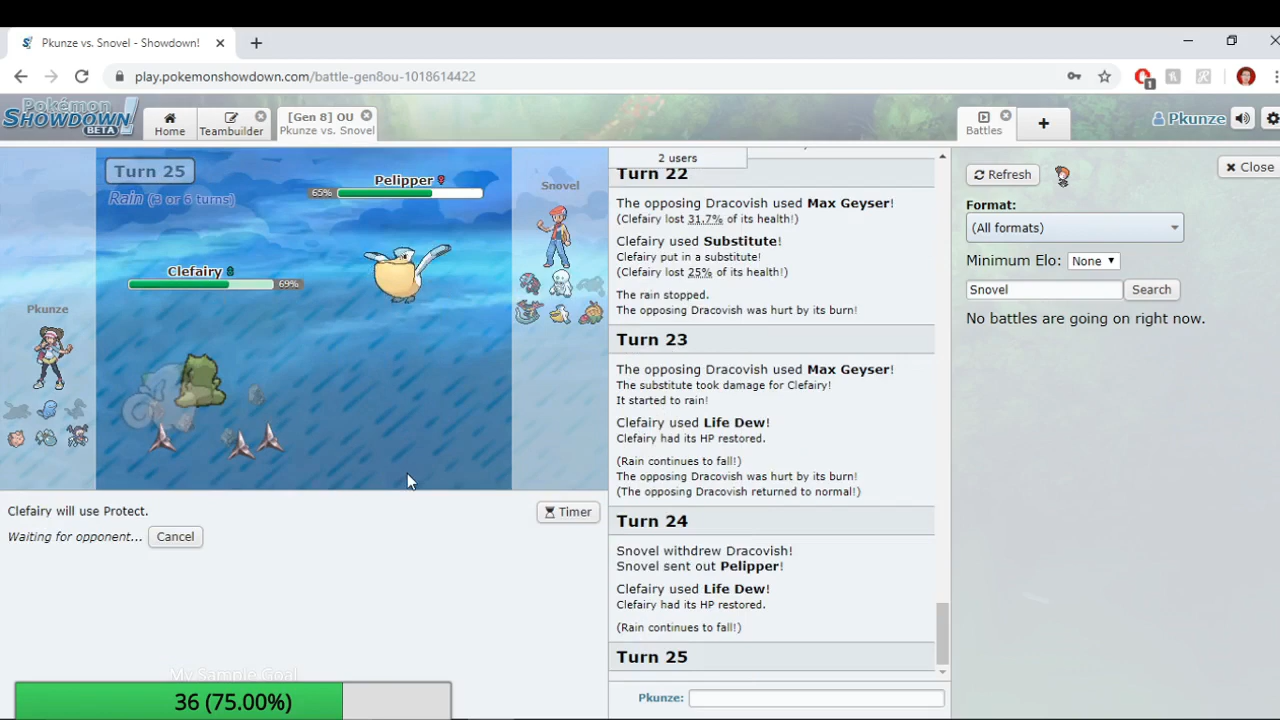 Pkunze vs. Snovel - Showdown!
play.pokemonshowdown.com/battle-gen8ou-1018614422
1
Pokémon
SHOWDOWN!
BETA
Home
Teambuilder
[Gen 8] OU
Pkunze vs. Snovel
Battles
Pkunze
Turn 25
Rain (3 or 6 turns)
Pelipper
65%
Clefairy
69%
Pkunze
Snovel
Clefairy will use Protect.
Waiting for opponent... Cancel
Timer
My Sample Goal
36 (75.00%)
2 users
Turn 22
The opposing Dracovish used Max Geyser!
(Clefairy lost 31.7% of its health!)
Clefairy used Substitute!
Clefairy put in a substitute!
(Clefairy lost 25% of its health!)
The rain stopped.
The opposing Dracovish was hurt by its burn!
Turn 23
The opposing Dracovish used Max Geyser!
The substitute took damage for Clefairy!
It started to rain!
Clefairy used Life Dew!
Clefairy had its HP restored.
(Rain continues to fall!)
The opposing Dracovish was hurt by its burn!
(The opposing Dracovish returned to normal!)
Turn 24
Snovel withdrew Dracovish!
Snovel sent out Pelipper!
Clefairy used Life Dew!
Clefairy had its HP restored.
(Rain continues to fall!)
Turn 25
Pkunze:
Refresh
Close
Format:
(All formats)
Minimum Elo: None
Snovel Search
No battles are going on right now.